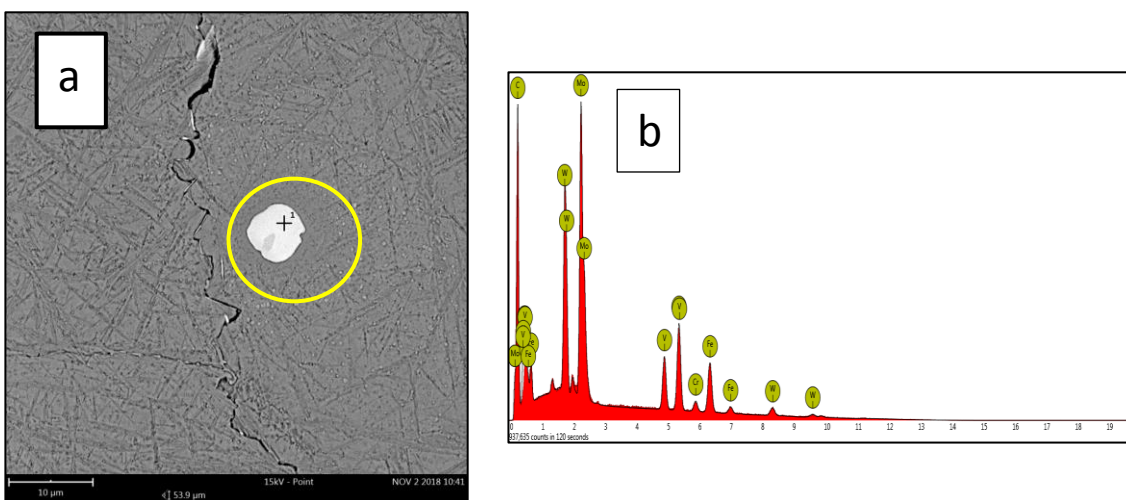 a
1
10 µm
53.9 µm
15kV - Point
NOV 2 2018 10:41
b
C
Mo
W
W
Mo
V
V
Fe
Mo
V
V
Fe
Cr
Fe
W
W
0 1 2 3 4 5 6 7 8 9 10 11 12 13 14 15 16 17 18 19
937,635 counts in 120 seconds